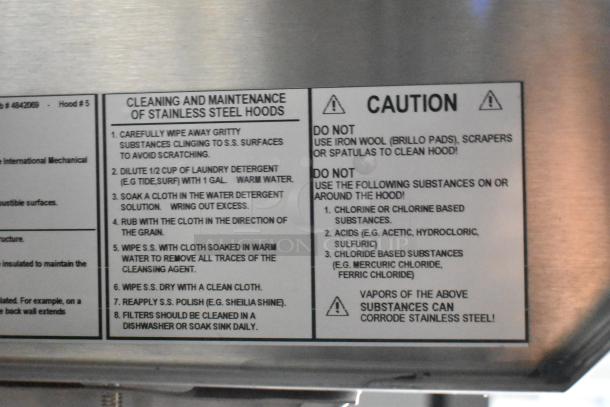 b # 4842069 - Hood # 5
e International Mechanical
bustible surfaces.
ructure.
insulated to maintain the
lated. For example, on a
e back wall extends
CLEANING AND MAINTENANCE
OF STAINLESS STEEL HOODS
1. CAREFULLY WIPE AWAY GRITTY
SUBSTANCES CLINGING TO S.S. SURFACES
TO AVOID SCRATCHING.
2. DILUTE 1/2 CUP OF LAUNDRY DETERGENT
(E.G TIDE,SURF) WITH 1 GAL. WARM WATER.
3. SOAK A CLOTH IN THE WATER DETERGENT
SOLUTION. WRING OUT EXCESS.
4. RUB WITH THE CLOTH IN THE DIRECTION OF
THE GRAIN.
5. WIPE S.S. WITH CLOTH SOAKED IN WARM
WATER TO REMOVE ALL TRACES OF THE
CLEANSING AGENT.
6. WIPE S.S. DRY WITH A CLEAN CLOTH.
7. REAPPLY S.S. POLISH (E.G. SHEILIA SHINE).
8. FILTERS SHOULD BE CLEANED IN A
DISHWASHER OR SOAK SINK DAILY.
CAUTION
DO NOT
USE IRON WOOL (BRILLO PADS), SCRAPERS
OR SPATULAS TO CLEAN HOOD!
DO NOT
USE THE FOLLOWING SUBSTANCES ON OR
AROUND THE HOOD!
1. CHLORINE OR CHLORINE BASED
SUBSTANCES.
2. ACIDS (E.G. ACETIC, HYDROCLORIC,
SULFURIC)
3. CHLORIDE BASED SUBSTANCES
(E.G. MERCURIC CHLORIDE,
FERRIC CHLORIDE)
VAPORS OF THE ABOVE
SUBSTANCES CAN
CORRODE STAINLESS STEEL!